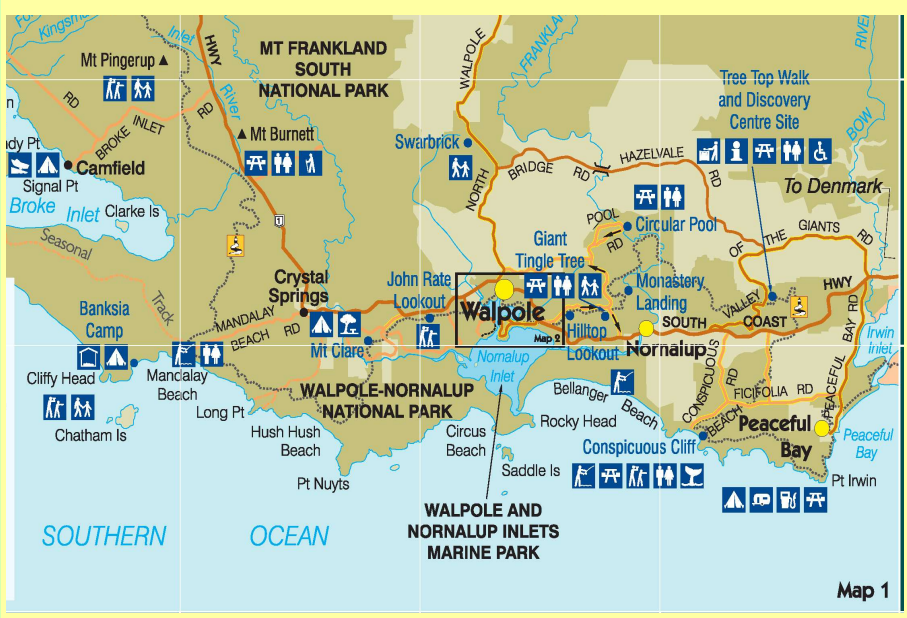 Inlet
HWY
River
Mt Pingerup
RD
BROKE
INLET
RD
MT FRANKLAND
SOUTH
NATIONAL PARK
Mt Burnett
WALPOLE
NORTH
RD
Swarbrick
BRIDGE
RD
HAZELVALE
RD
Tree Top Walk
and Discovery
Centre Site
RIVER
BOW
To Denmark
dy Pt
Camfield
Signal Pt
Broke Inlet
Clarke Is
Seasonal
Track
1
POOL
RD
Circular Pool
Giant
Tingle Tree
OF THE GIANTS RD
VALLEY
Crystal
Springs
John Rate
Lookout
Walpole
Map 2
Hilltop
Lookout
Monastery
Landing
Nornalup
SOUTH
COAST
HWY
Banksia
Camp
MANDALAY
BEACH RD
Mt Clare
Nornalup
Inlet
Irwin
Inlet
Cliffy Head
Mandalay
Beach
WALPOLE-NORNALUP
NATIONAL PARK
Bellanger
Beach
CONSPICUOUS
BEACH
RD
FICIFOLIA RD
PEACEFUL
BAY RD
Chatham Is
Long Pt
Hush Hush
Beach
Circus
Beach
Rocky Head
Conspicuous Cliff
Peaceful
Bay
Peaceful
Bay
Saddle Is
Pt Nuyts
Pt Irwin
WALPOLE AND
NORNALUP INLETS
MARINE PARK
SOUTHERN OCEAN
Map 1